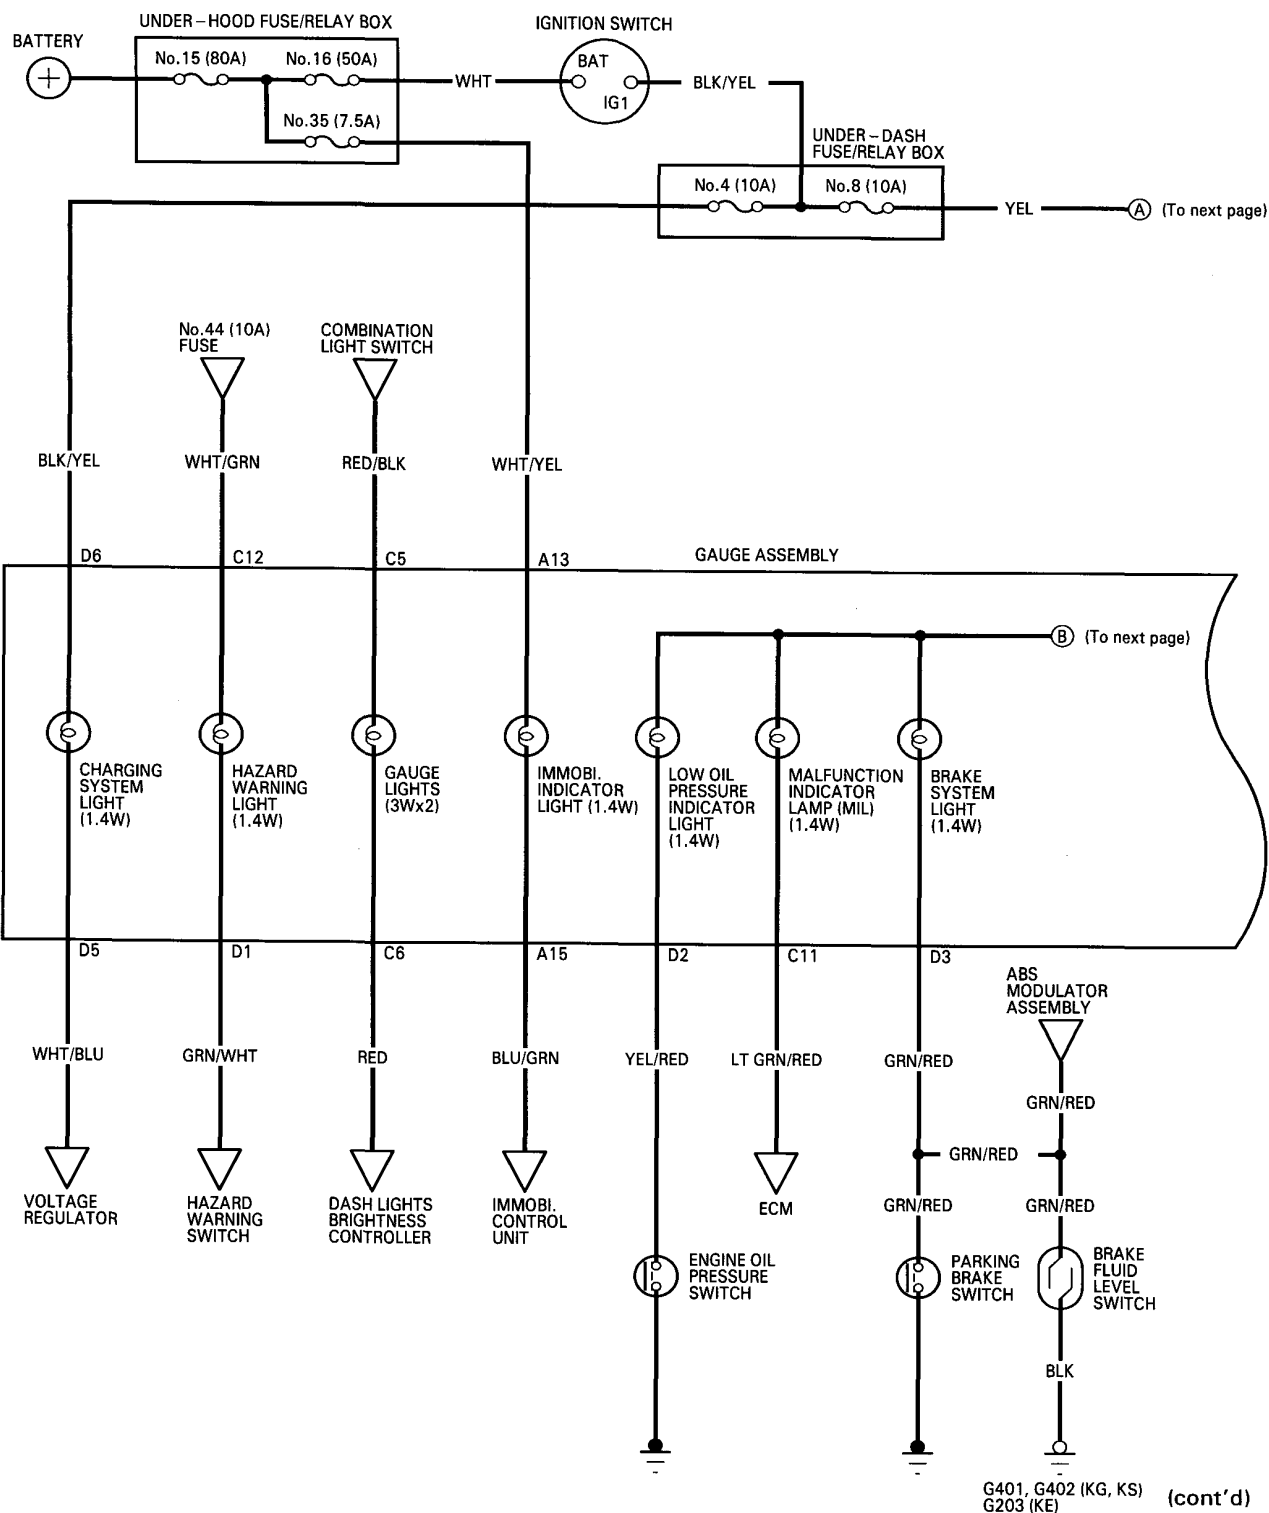 UNDER-HOOD FUSE/RELAY BOX
IGNITION SWITCH
BATTERY
No.15 (80A)
No.16 (50A)
BAT
WHT
IG1
BLK/YEL
No.35 (7.5A)
UNDER-DASH
FUSE/RELAY BOX
No.4 (10A)
No.8 (10A)
YEL
A (To next page)
No.44 (10A)
FUSE
COMBINATION
LIGHT SWITCH
BLK/YEL
WHT/GRN
RED/BLK
WHT/YEL
D6
C12
C5
A13
GAUGE ASSEMBLY
B (To next page)
CHARGING
SYSTEM
LIGHT
(1.4W)
HAZARD
WARNING
LIGHT
(1.4W)
GAUGE
LIGHTS
(3Wx2)
IMMOBI.
INDICATOR
LIGHT (1.4W)
LOW OIL
PRESSURE
INDICATOR
LIGHT
(1.4W)
MALFUNCTION
INDICATOR
LAMP (MIL)
(1.4W)
BRAKE
SYSTEM
LIGHT
(1.4W)
D5
D1
C6
A15
D2
C11
D3
ABS
MODULATOR
ASSEMBLY
WHT/BLU
GRN/WHT
RED
BLU/GRN
YEL/RED
LT GRN/RED
GRN/RED
GRN/RED
GRN/RED
GRN/RED
GRN/RED
VOLTAGE
REGULATOR
HAZARD
WARNING
SWITCH
DASH LIGHTS
BRIGHTNESS
CONTROLLER
IMMOBI.
CONTROL
UNIT
ECM
ENGINE OIL
PRESSURE
SWITCH
PARKING
BRAKE
SWITCH
BRAKE
FLUID
LEVEL
SWITCH
BLK
G401, G402 (KG, KS)
G203 (KE)
(cont'd)